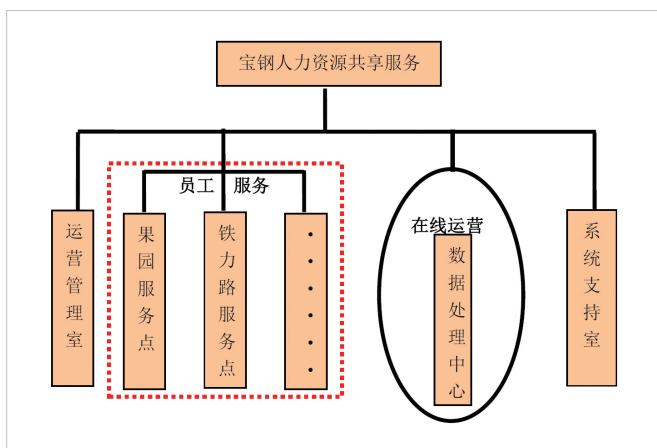 宝钢人力资源共享服务
员工 服务
在线运营
运营管理室
果园服务点
铁力路服务点
••••••
数据处理中心
系统支持室